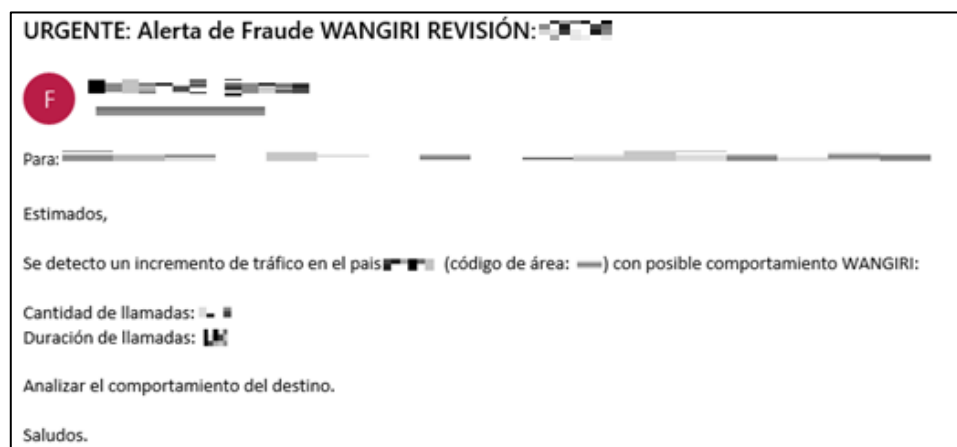 URGENTE: Alerta de Fraude WANGIRI REVISIÓN:
F
Para:
Estimados,
Se detecto un incremento de tráfico en el pais (código de área: ) con posible comportamiento WANGIRI:
Cantidad de llamadas:
Duración de llamadas:
Analizar el comportamiento del destino.
Saludos.